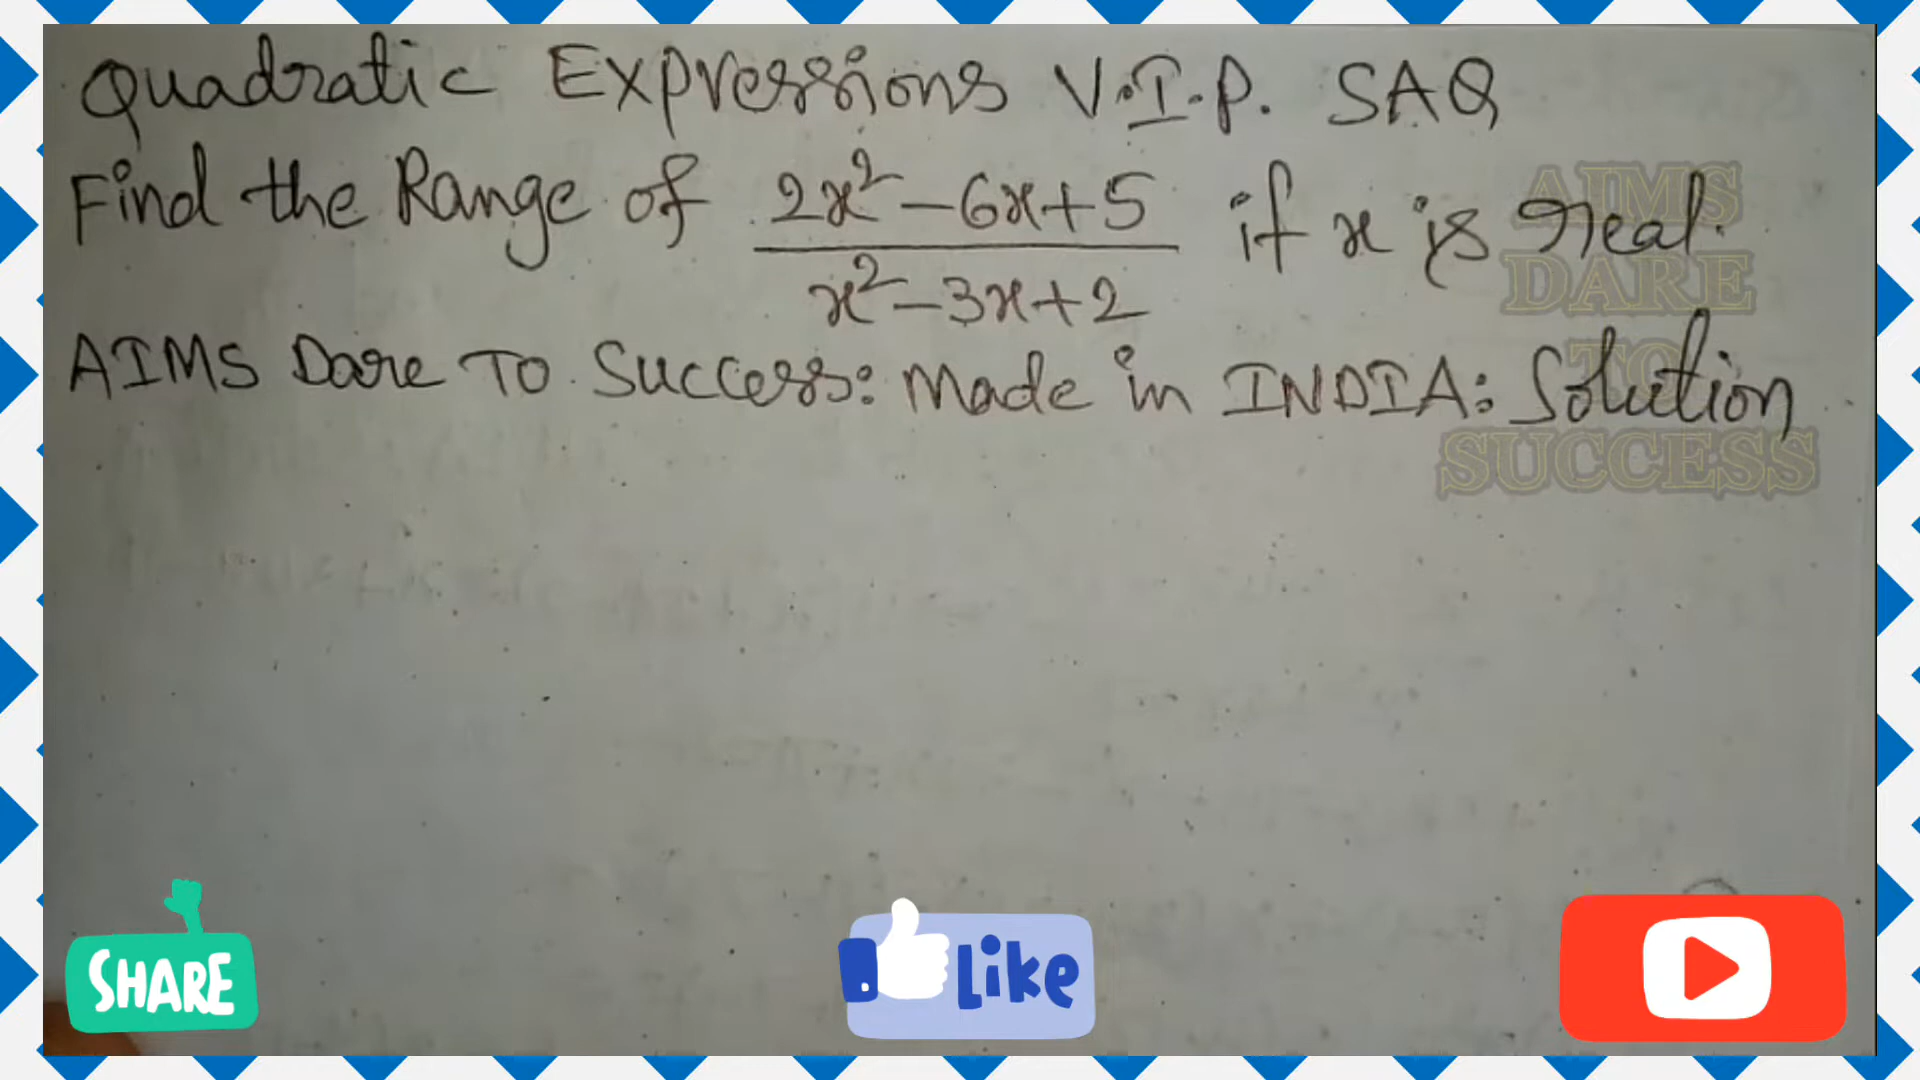 Quadratic Expressions V.I.P. SAQ
Find the Range of (2x² - 6x + 5)/(x² - 3x + 2) if x is real.
AIMS Dare To Success: Made in INDIA: Solution
AIMS
DARE
TO
SUCCESS
SHARE
Like